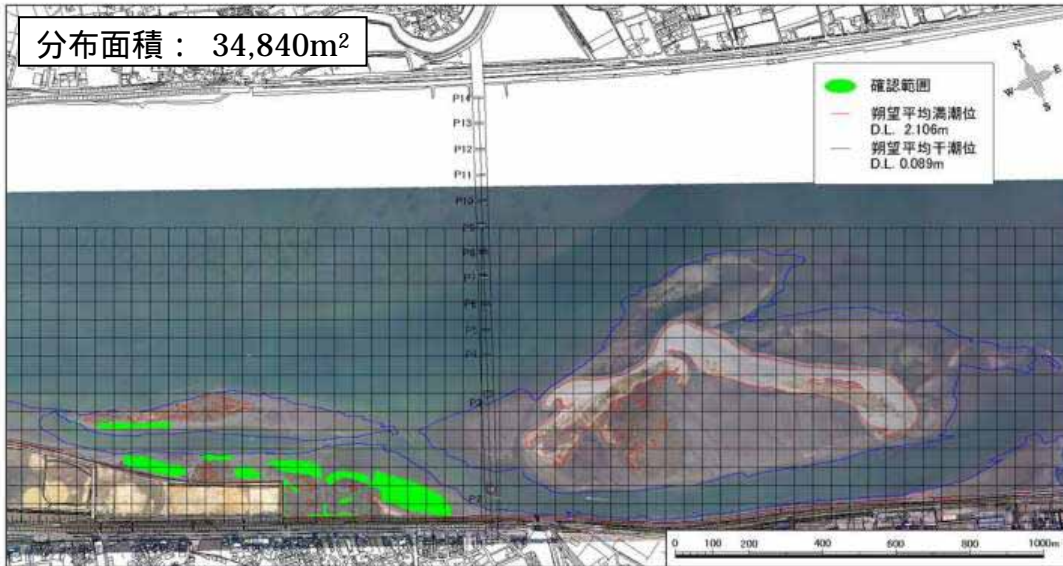 分布面積： 34,840m²
N
E
W
S
確認範囲
朔望平均満潮位
D.L. 2.106m
朔望平均干潮位
D.L. 0.089m
P14
P13
P12
P11
P10
P9
P8
P7
P6
P5
P4
P3
P2
0 100 200 400 600 800 1000m